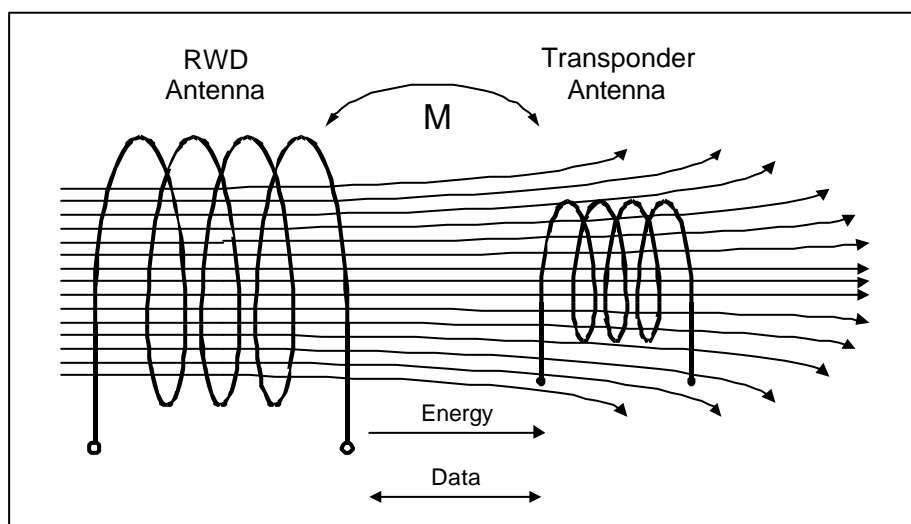 RWD
Antenna
Transponder
Antenna
M
Energy
Data